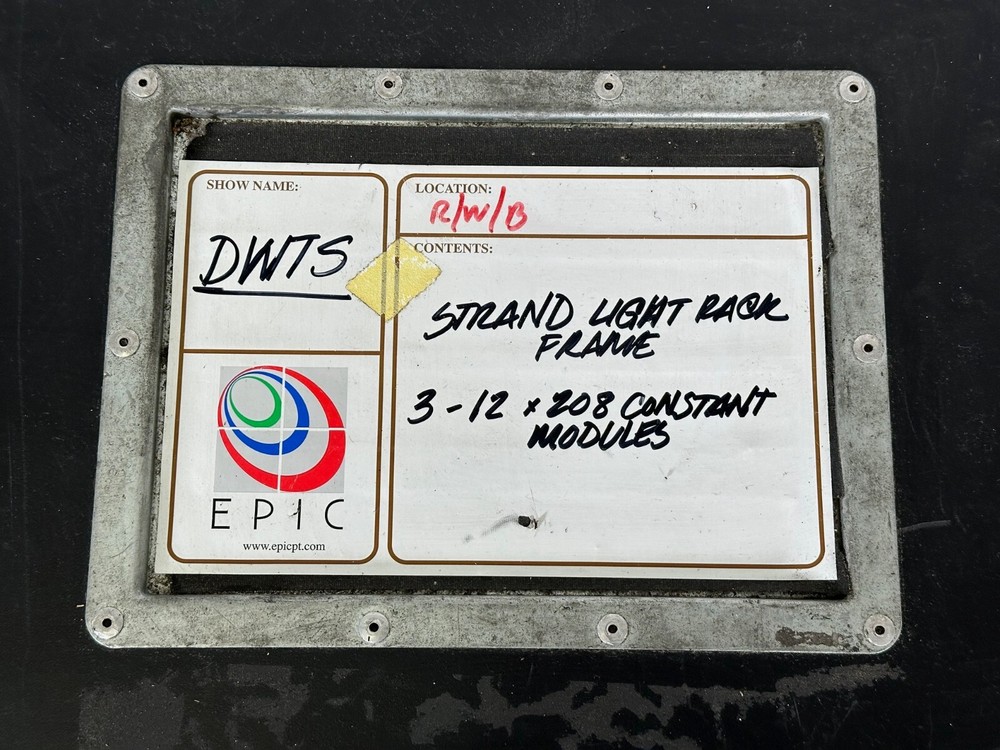 SHOW NAME:
DWTS
EPIC
www.epicpt.com
LOCATION:
R/W/B
CONTENTS:
STRAND LIGHT RACK
FRAME
3-12 x 208 CONSTANT
MODULES